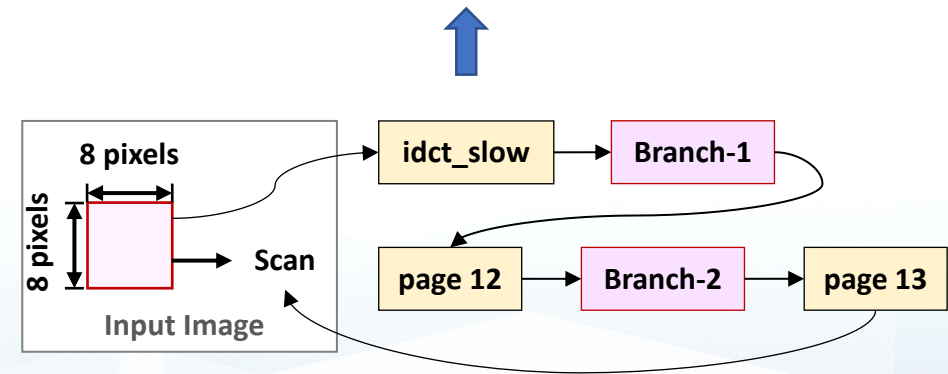 8 pixels
8 pixels
Scan
Input Image
idct_slow
Branch-1
page 12
Branch-2
page 13